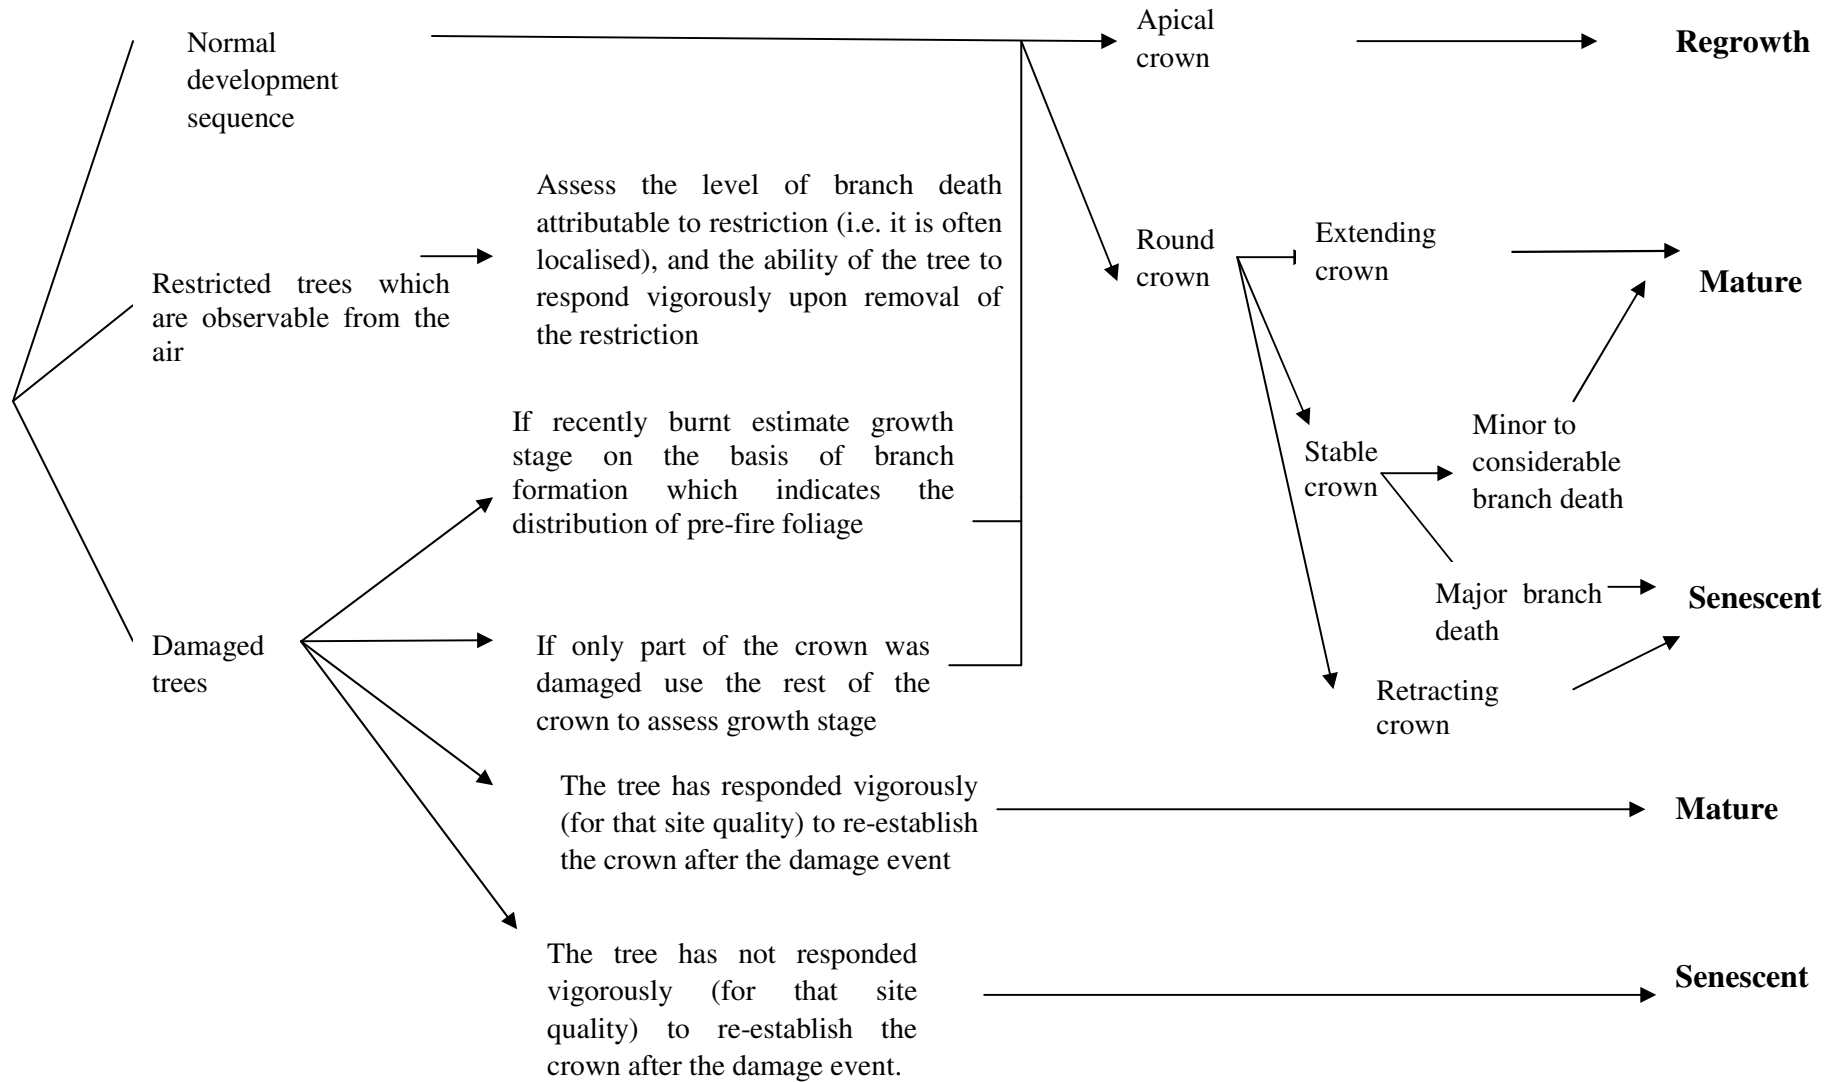 Normal
development
sequence
Apical
crown
Regrowth
Restricted trees which
are observable from the
air
Assess the level of branch death
attributable to restriction (i.e. it is often
localised), and the ability of the tree to
respond vigorously upon removal of
the restriction
Round
crown
Extending
crown
Mature
If recently burnt estimate growth
stage on the basis of branch
formation which indicates the
distribution of pre-fire foliage
Stable
crown
Minor to
considerable
branch death
Major branch
death
Senescent
Damaged
trees
If only part of the crown was
damaged use the rest of the
crown to assess growth stage
Retracting
crown
The tree has responded vigorously
(for that site quality) to re-establish
the crown after the damage event
Mature
The tree has not responded
vigorously (for that site
quality) to re-establish the
crown after the damage event.
Senescent